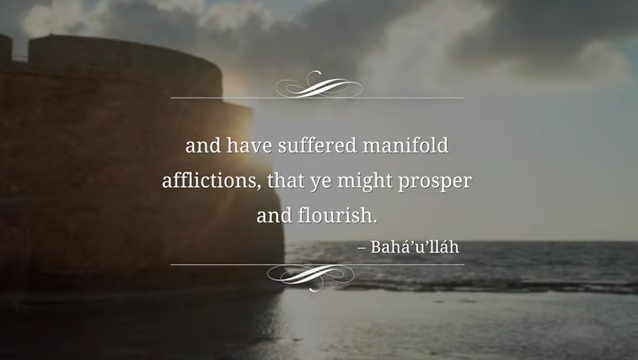 and have suffered manifold
afflictions, that ye might prosper
and flourish.
– Bahá’u’lláh